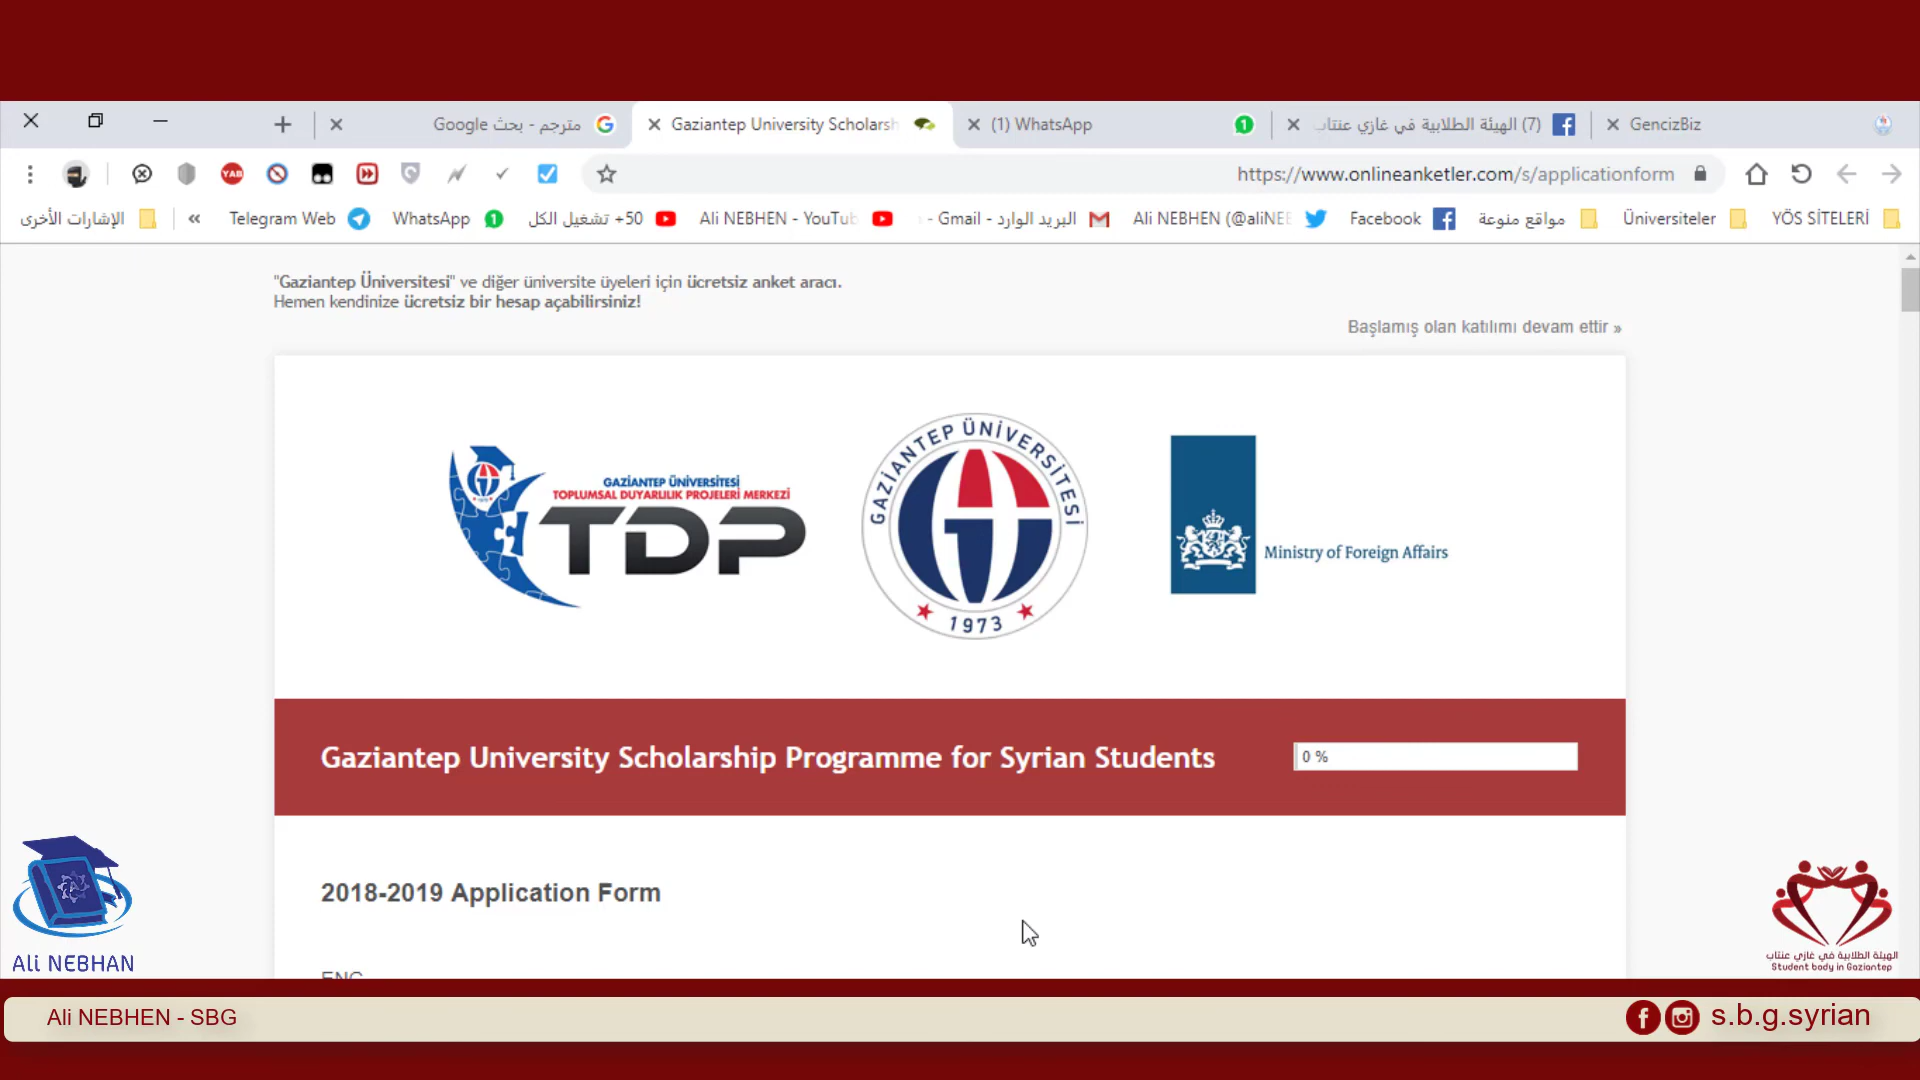 مترجم - بحث Google
Gaziantep University Scholarsh
(1) WhatsApp
(7) الهيئة الطلابية في غازي عنتاب
GencizBiz
https://www.onlineanketler.com/s/applicationform
الإشارات الأخرى
«
Telegram Web
WhatsApp
50+ تشغيل الكل
Ali NEBHEN - YouTub
البريد الوارد - Gmail -
Ali NEBHEN (@aliNEB
Facebook
مواقع منوعة
Üniversiteler
YÖS SİTELERİ
"Gaziantep Üniversitesi" ve diğer üniversite üyeleri için ücretsiz anket aracı.
Hemen kendinize ücretsiz bir hesap açabilirsiniz!
Başlamış olan katılımı devam ettir »
GAZİANTEP ÜNİVERSİTESİ
TOPLUMSAL DUYARLILIK PROJELERİ MERKEZİ
TDP
GAZİANTEP ÜNİVERSİTESİ
1973
Ministry of Foreign Affairs
Gaziantep University Scholarship Programme for Syrian Students
0 %
2018-2019 Application Form
ENG
Ali NEBHAN
الهيئة الطلابية في غازي عنتاب
Student body in Gaziantep
Ali NEBHEN - SBG
s.b.g.syrian